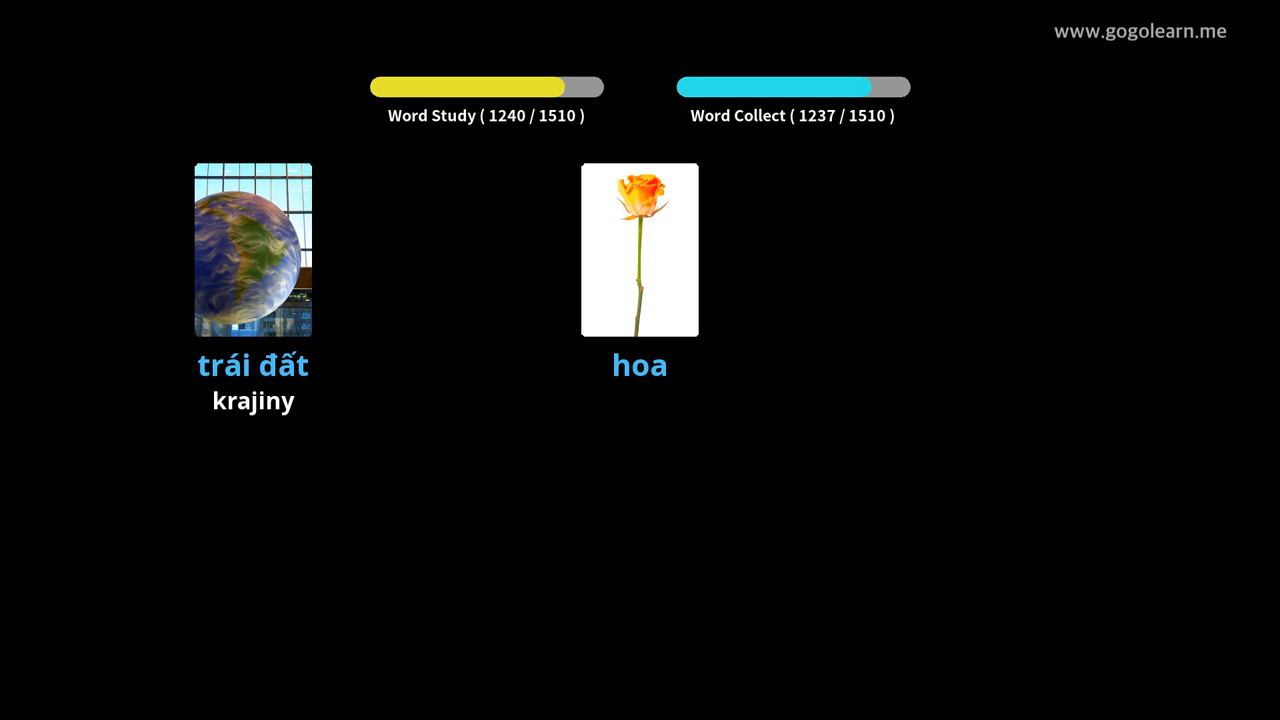 www.gogolearn.me
Word Study ( 1240 / 1510 )
Word Collect ( 1237 / 1510 )
trái đất
krajiny
hoa